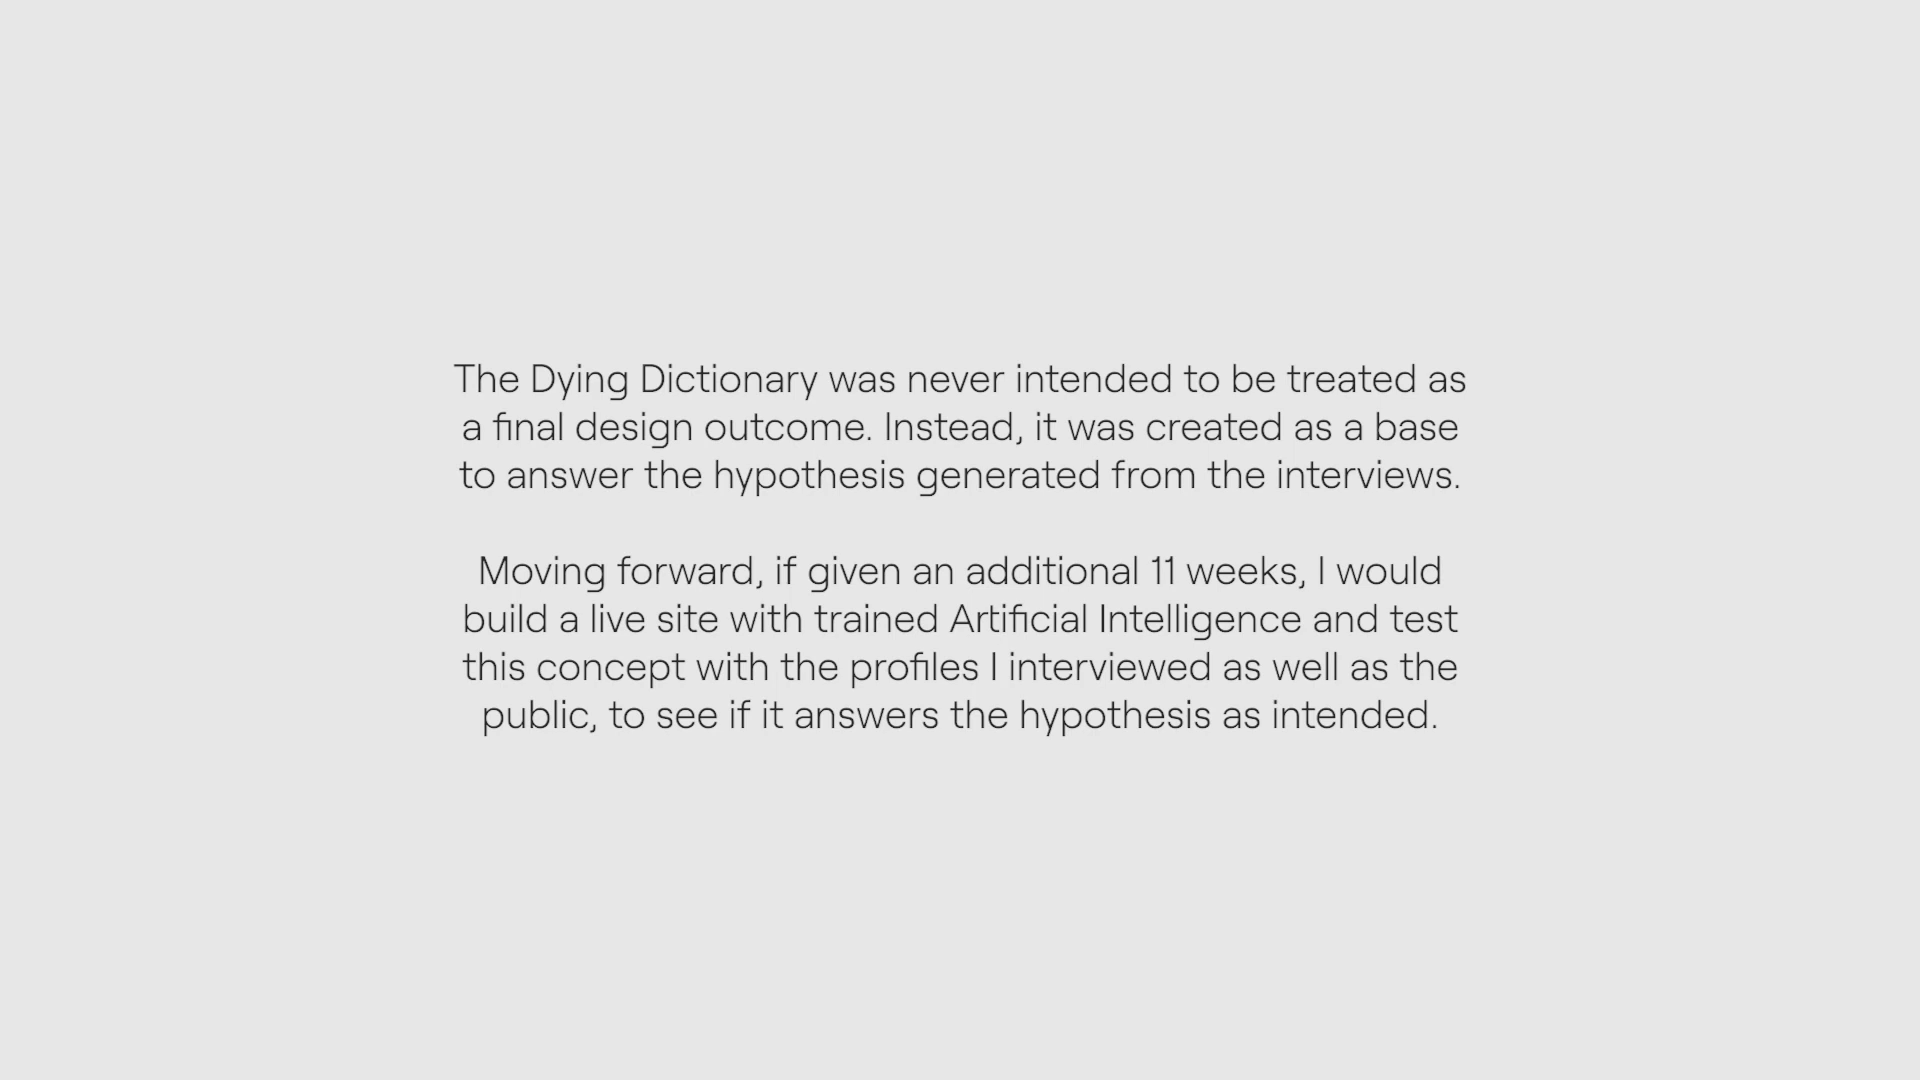 The Dying Dictionary was never intended to be treated as
a final design outcome. Instead, it was created as a base
to answer the hypothesis generated from the interviews.
Moving forward, if given an additional 11 weeks, I would
build a live site with trained Artificial Intelligence and test
this concept with the profiles I interviewed as well as the
public, to see if it answers the hypothesis as intended.